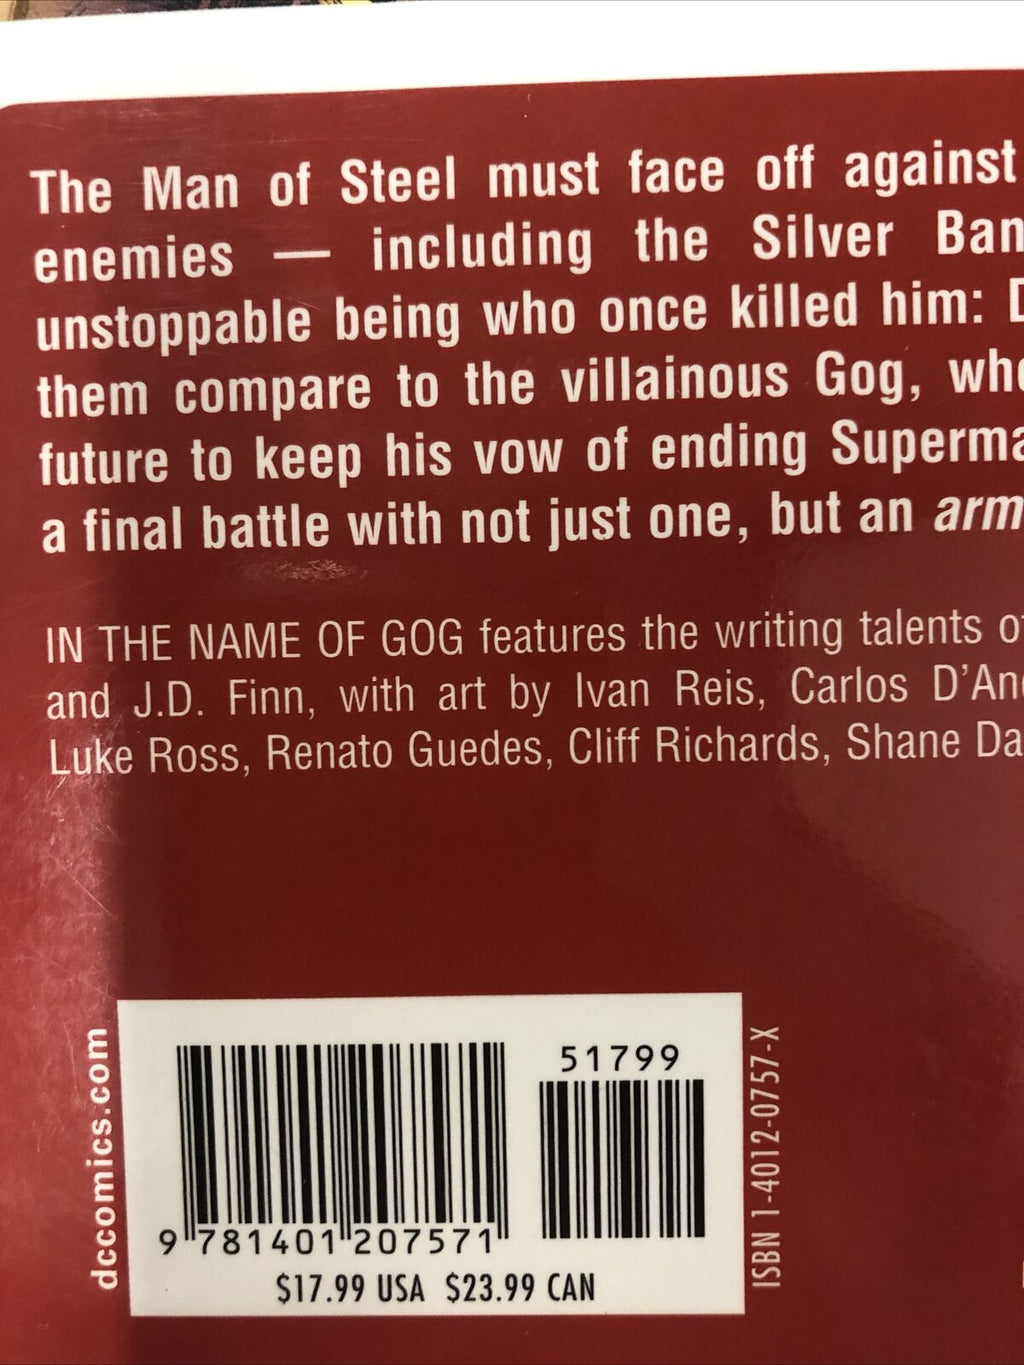 The Man of Steel must face off against
enemies — including the Silver Ban
unstoppable being who once killed him: D
them compare to the villainous Gog, who
future to keep his vow of ending Superma
a final battle with not just one, but an arm
IN THE NAME OF GOG features the writing talents of
and J.D. Finn, with art by Ivan Reis, Carlos D'An
Luke Ross, Renato Guedes, Cliff Richards, Shane Da
dccomics.com
51799
9 781401 207571
$17.99 USA $23.99 CAN
ISBN 1-4012-0757-X